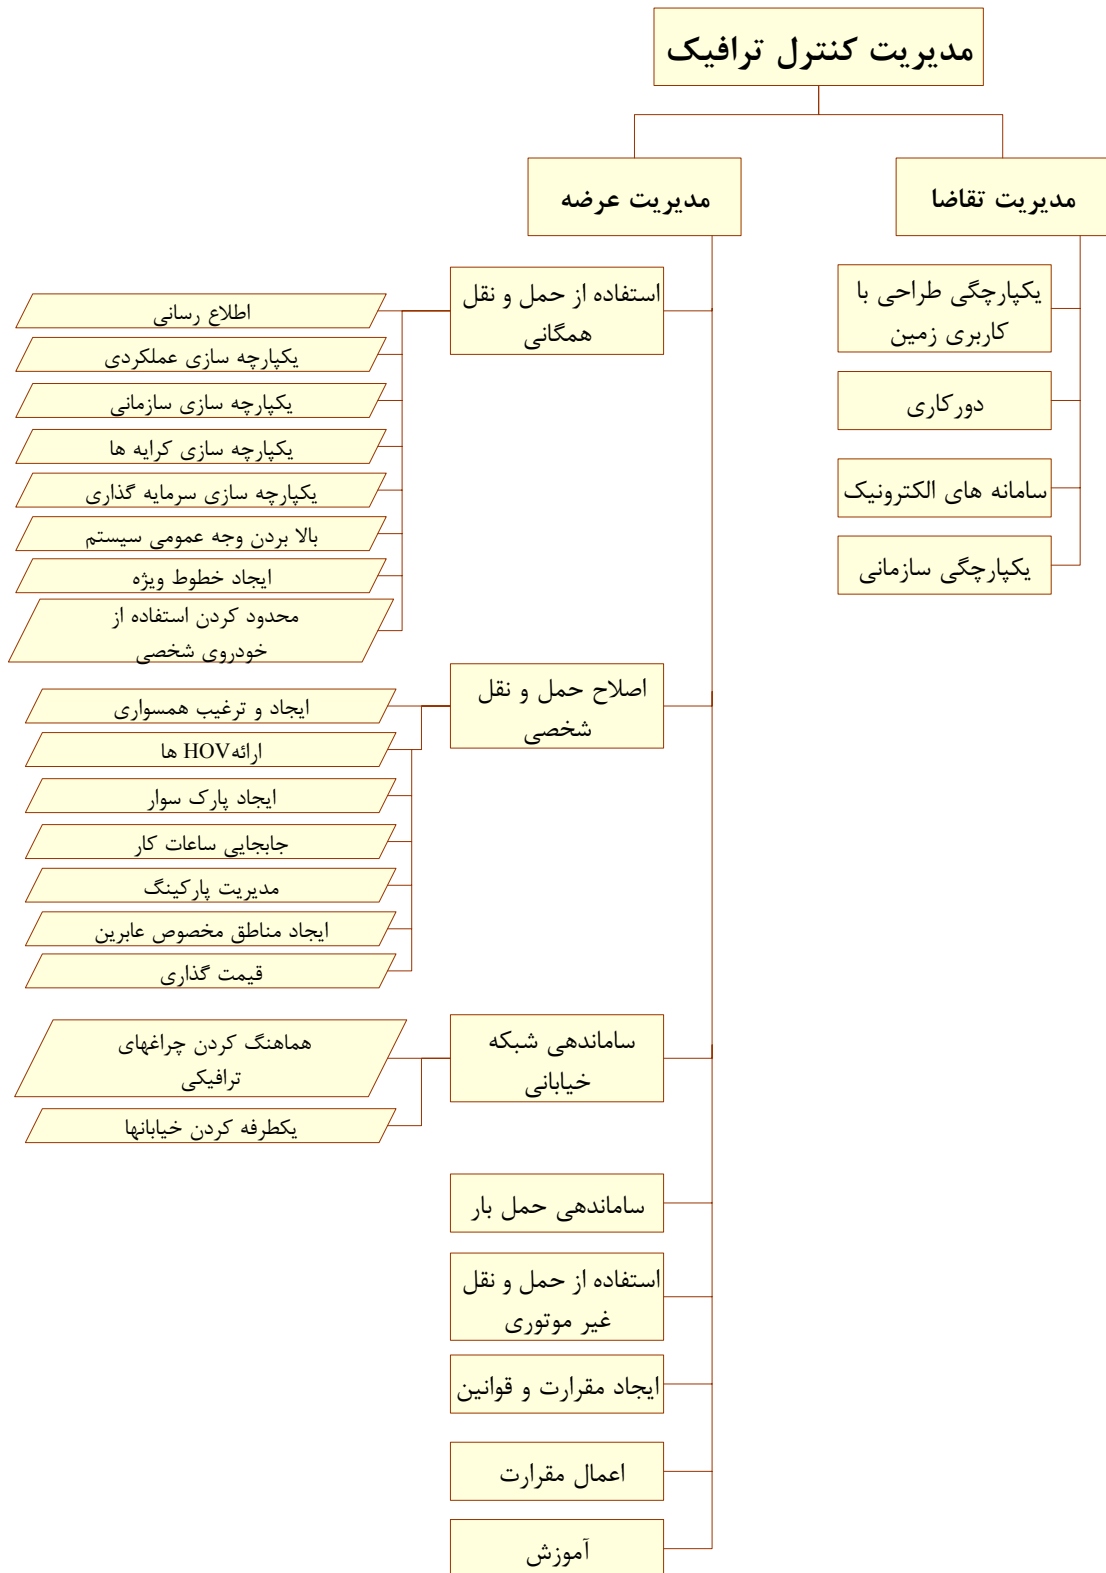 مدیریت کنترل ترافیک
مدیریت تقاضا
مدیریت عرضه
یکپارچگی طراحی با
کاربری زمین
دورکاری
سامانه های الکترونیک
یکپارچگی سازمانی
استفاده از حمل و نقل
همگانی
اطلاع رسانی
یکپارچه سازی عملکردی
یکپارچه سازی سازمانی
یکپارچه سازی کرایه ها
یکپارچه سازی سرمایه گذاری
بالا بردن وجه عمومی سیستم
ایجاد خطوط ویژه
محدود کردن استفاده از
خودروی شخصی
اصلاح حمل و نقل
شخصی
ایجاد و ترغیب همسواری
ارائهHOV ها
ایجاد پارک سوار
جابجایی ساعات کار
مدیریت پارکینگ
ایجاد مناطق مخصوص عابرین
قیمت گذاری
ساماندهی شبکه
خیابانی
هماهنگ کردن چراغهای
ترافیکی
یکطرفه کردن خیابانها
ساماندهی حمل بار
استفاده از حمل و نقل
غیر موتوری
ایجاد مقرارت و قوانین
اعمال مقرارت
آموزش